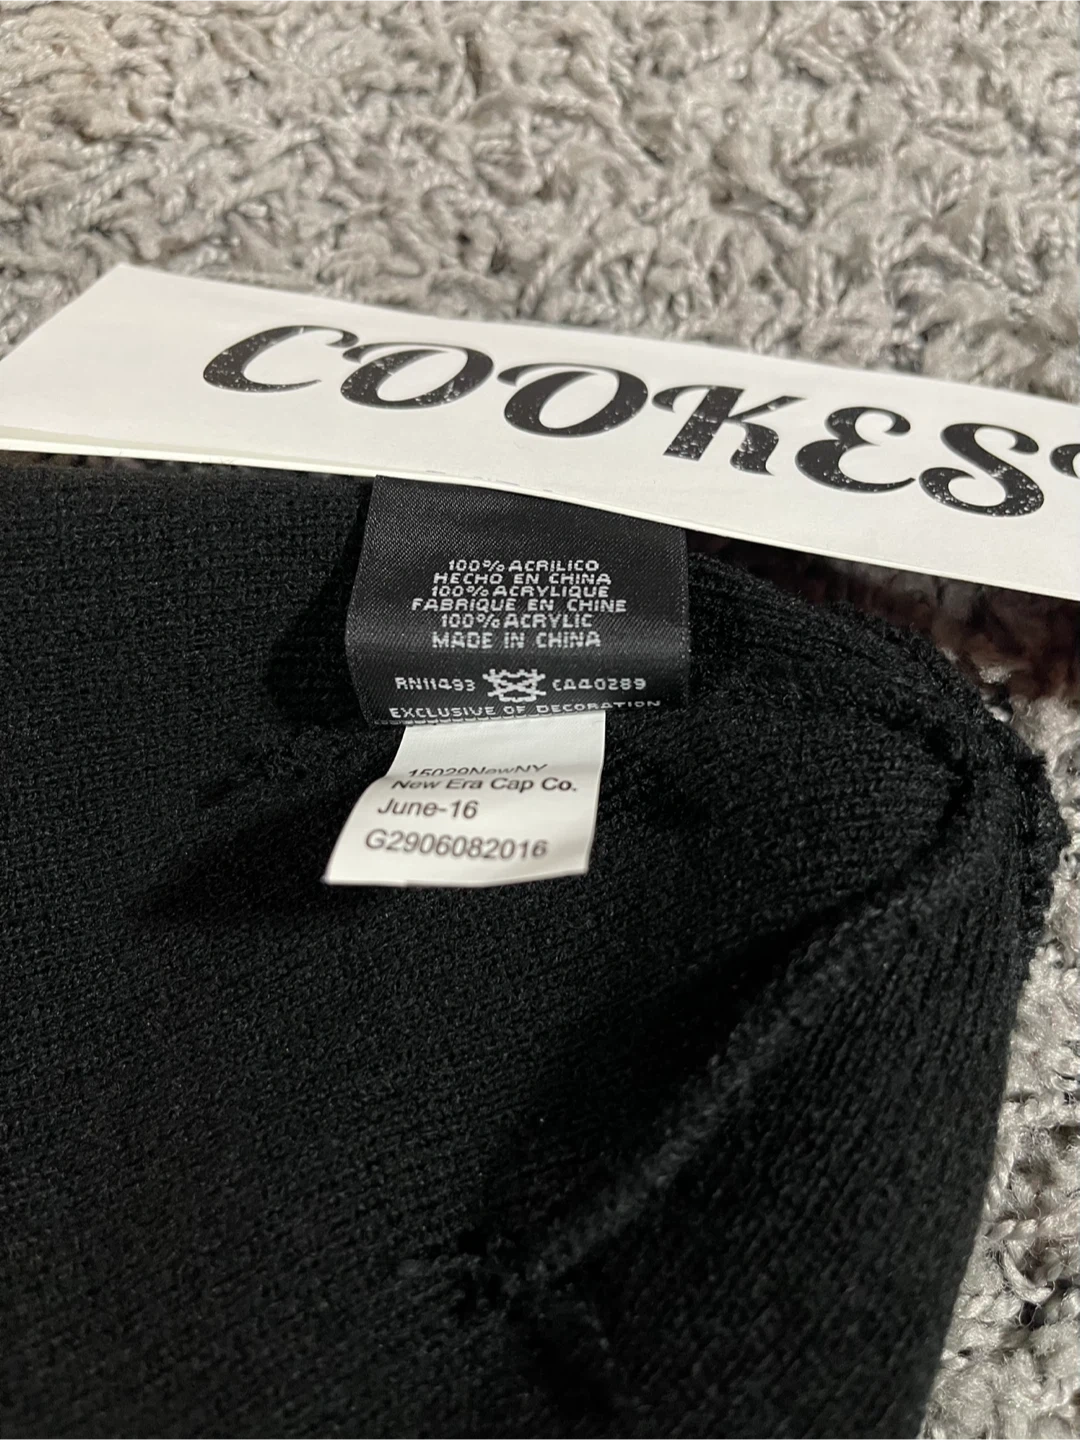 COOKES
100% ACRILICO
HECHO EN CHINA
100% ACRYLIQUE
FABRIQUE EN CHINE
100% ACRYLIC
MADE IN CHINA
RN11493 CA40289
EXCLUSIVE OF DECORATION
15029NewNY
New Era Cap Co.
June-16
G2906082016